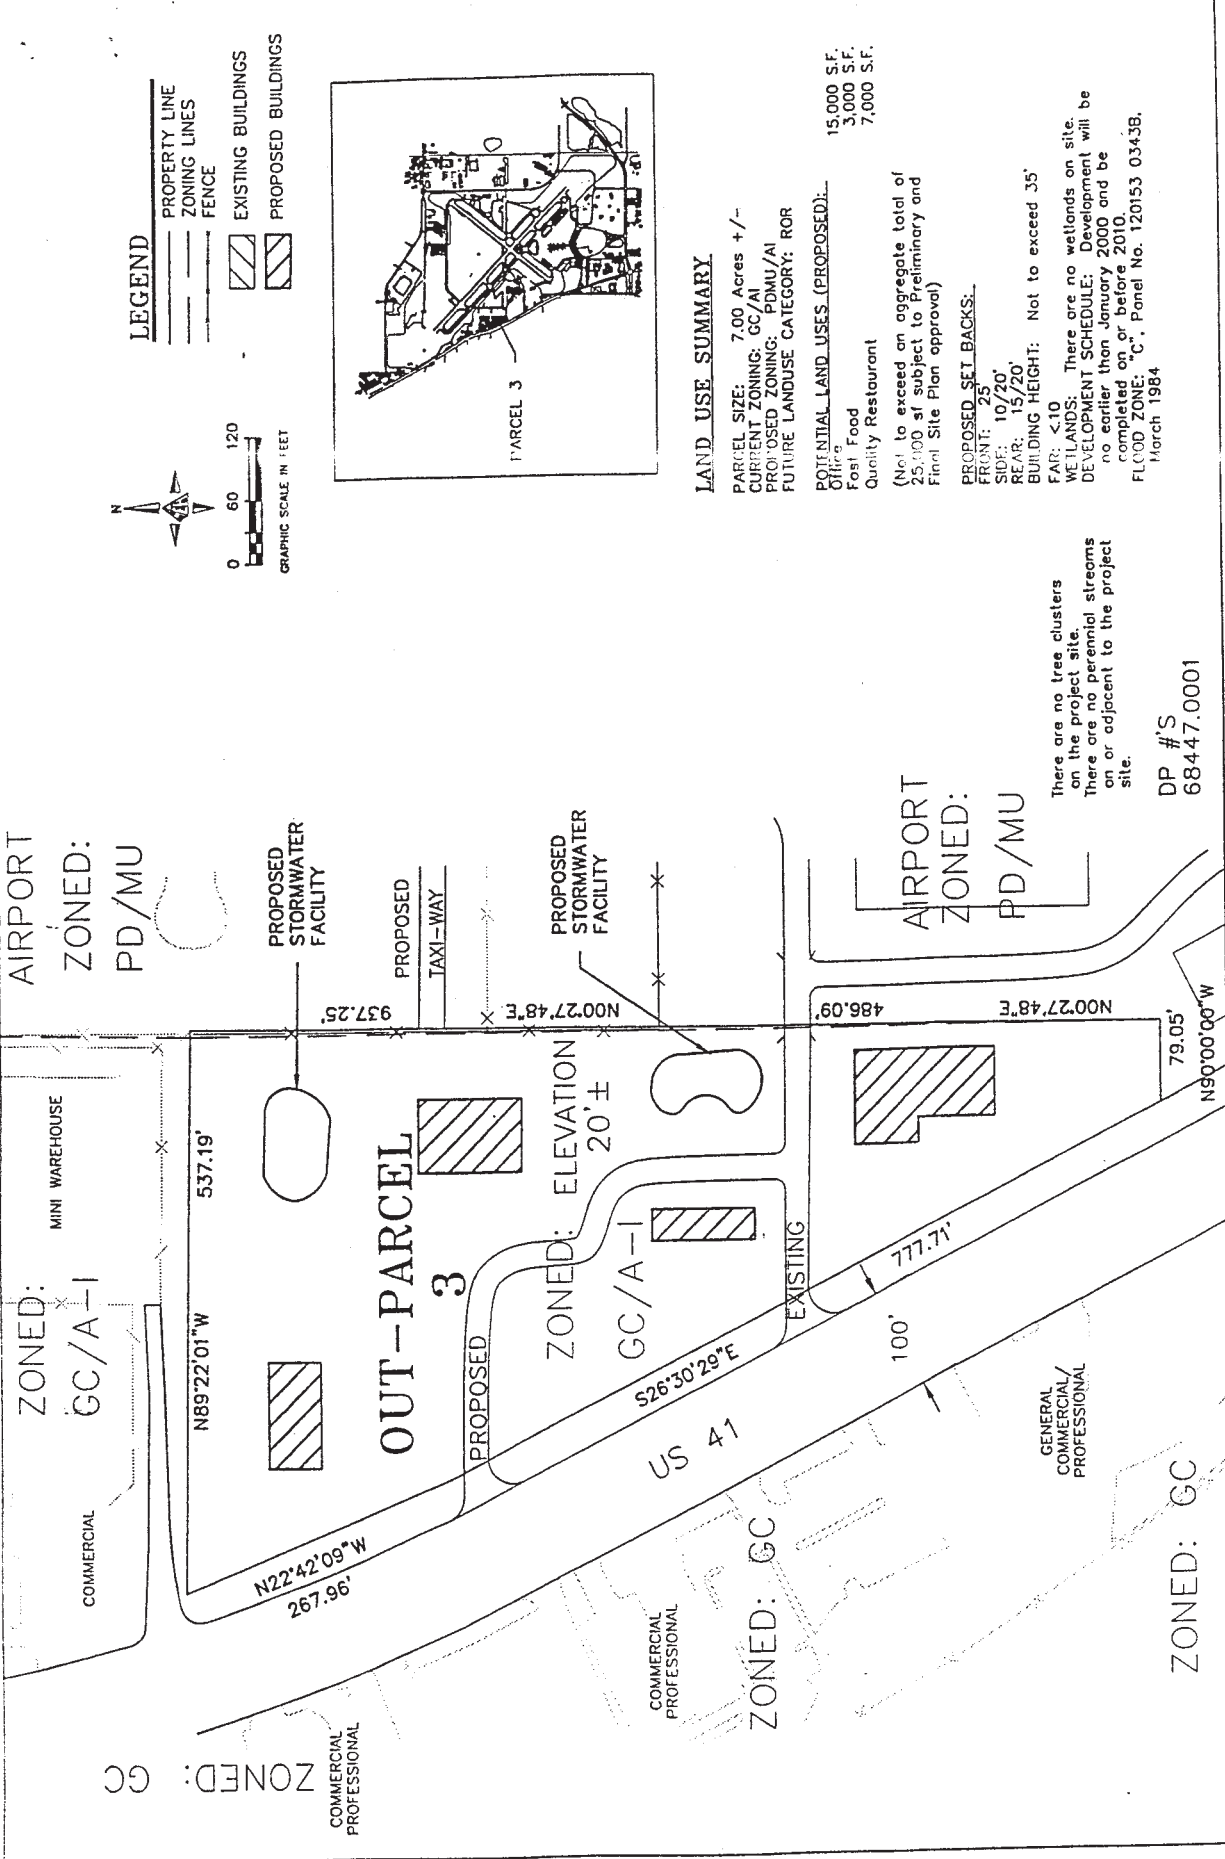 LEGEND
PROPERTY LINE
ZONING LINES
FENCE
EXISTING BUILDINGS
PROPOSED BUILDINGS
N
0 60 120
GRAPHIC SCALE IN FEET
PARCEL 3
LAND USE SUMMARY
PARCEL SIZE: 7.00 Acres +/-
CURRENT ZONING: GC/AI
PROPOSED ZONING: PDMU/AI
FUTURE LANDUSE CATEGORY: ROR
POTENTIAL LAND USES (PROPOSED):
Office 15,000 S.F.
Fast Food 3,000 S.F.
Quality Restaurant 7,000 S.F.
(Not to exceed an aggregate total of
25,000 sf subject to Preliminary and
Final Site Plan approval)
PROPOSED SET BACKS:
FRONT: 25'
SIDE: 10/20'
REAR: 15/20'
BUILDING HEIGHT: Not to exceed 35'
FAR: <.10
WETLANDS: There are no wetlands on site.
DEVELOPMENT SCHEDULE: Development will be
no earlier than January 2000 and be
completed on or before 2010.
FLOOD ZONE: "C", Panel No. 120153 0343B,
March 1984
There are no tree clusters
on the project site.
There are no perennial streams
on or adjacent to the project
site.
DP #'S
68447.0001
AIRPORT
ZONED:
PD/MU
PROPOSED
STORMWATER
FACILITY
PROPOSED
TAXI-WAY
PROPOSED
STORMWATER
FACILITY
AIRPORT
ZONED:
PD/MU
937.25'
N00°27'48"E
486.09'
N00°27'48"E
79.05'
N90°00'00"W
MINI WAREHOUSE
ZONED:
GC/A-I
COMMERCIAL
537.19'
N89°22'01"W
OUT-PARCEL
3
ELEVATION
20'±
ZONED:
GC/A-I
PROPOSED
EXISTING
N22°42'09"W
267.96'
S26°30'29"E
777.71'
US 41
100'
GENERAL
COMMERCIAL/
PROFESSIONAL
COMMERCIAL
PROFESSIONAL
ZONED: GC
ZONED: GC
COMMERCIAL
PROFESSIONAL
ZONED: GC